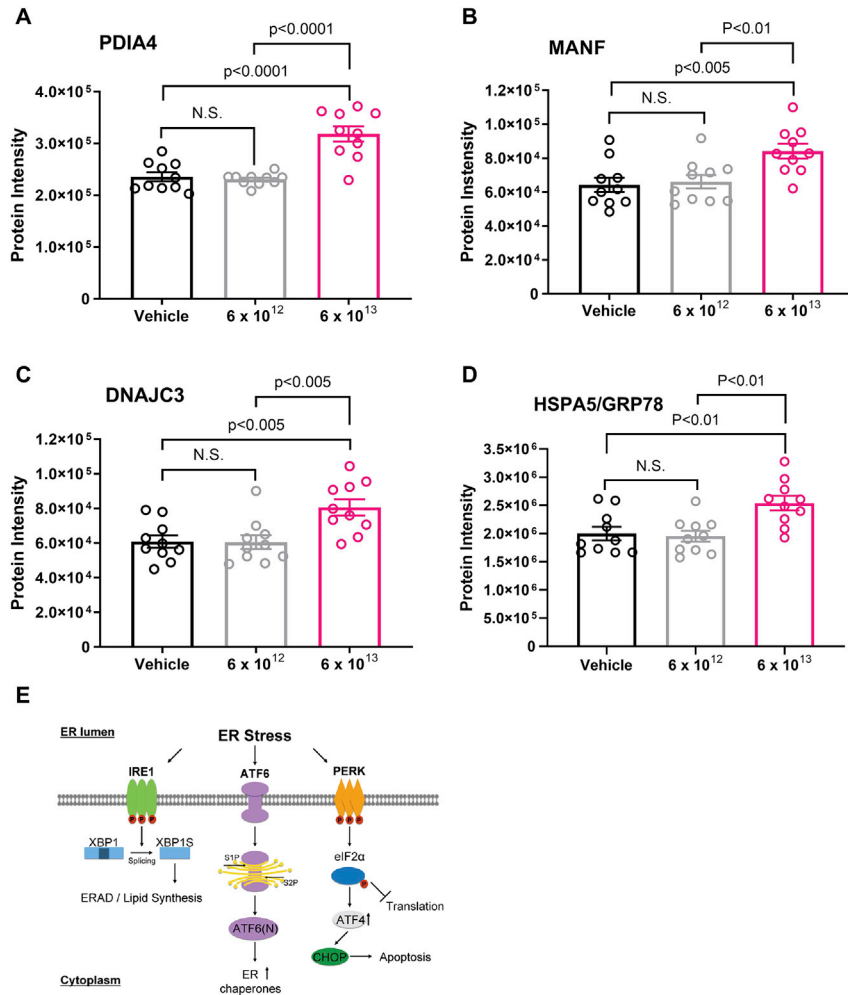 A
PDIA4
p<0.0001
p<0.0001
N.S.
Protein Intensity
4.0×10⁵
3.0×10⁵
2.0×10⁵
1.0×10⁵
0
Vehicle
6 x 10¹²
6 x 10¹³
B
MANF
P<0.01
p<0.005
N.S.
Protein Instensity
1.2×10⁵
1.0×10⁵
8.0×10⁴
6.0×10⁴
4.0×10⁴
2.0×10⁴
0
Vehicle
6 x 10¹²
6 x 10¹³
C
DNAJC3
p<0.005
p<0.005
N.S.
Protein Intensity
1.2×10⁵
1.0×10⁵
8.0×10⁴
6.0×10⁴
4.0×10⁴
2.0×10⁴
0
Vehicle
6 x 10¹²
6 x 10¹³
D
HSPA5/GRP78
P<0.01
P<0.01
N.S.
Protein Intensity
3.5×10⁶
3.0×10⁶
2.5×10⁶
2.0×10⁶
1.5×10⁶
1.0×10⁶
5.0×10⁵
0
Vehicle
6 x 10¹²
6 x 10¹³
E
ER lumen
ER Stress
IRE1
ATF6
PERK
P P P
P P P
XBP1
Splicing
XBP1S
ERAD / Lipid Synthesis
S1P
S2P
ATF6(N)
ER
chaperones
eIF2α
P
Translation
ATF4
CHOP
Apoptosis
Cytoplasm